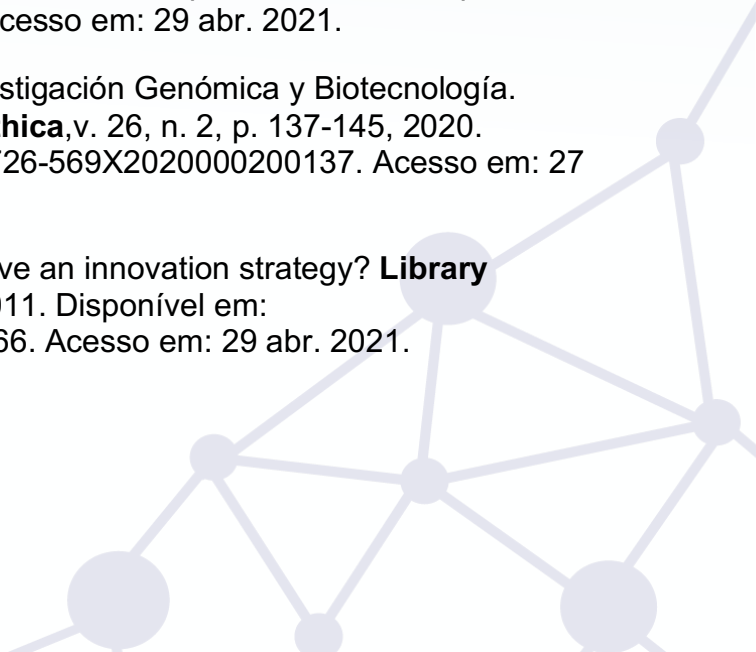 cesso em: 29 abr. 2021.
stigación Genómica y Biotecnología.
hica,v. 26, n. 2, p. 137-145, 2020.
726-569X2020000200137. Acesso em: 27
ve an innovation strategy? Library
011. Disponível em:
66. Acesso em: 29 abr. 2021.